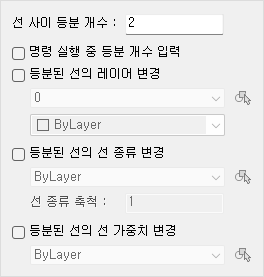 선 사이 등분 개수 : 2
명령 실행 중 등분 개수 입력
등분된 선의 레이어 변경
0
ByLayer
등분된 선의 선 종류 변경
ByLayer
선 종류 축척 : 1
등분된 선의 선 가중치 변경
ByLayer